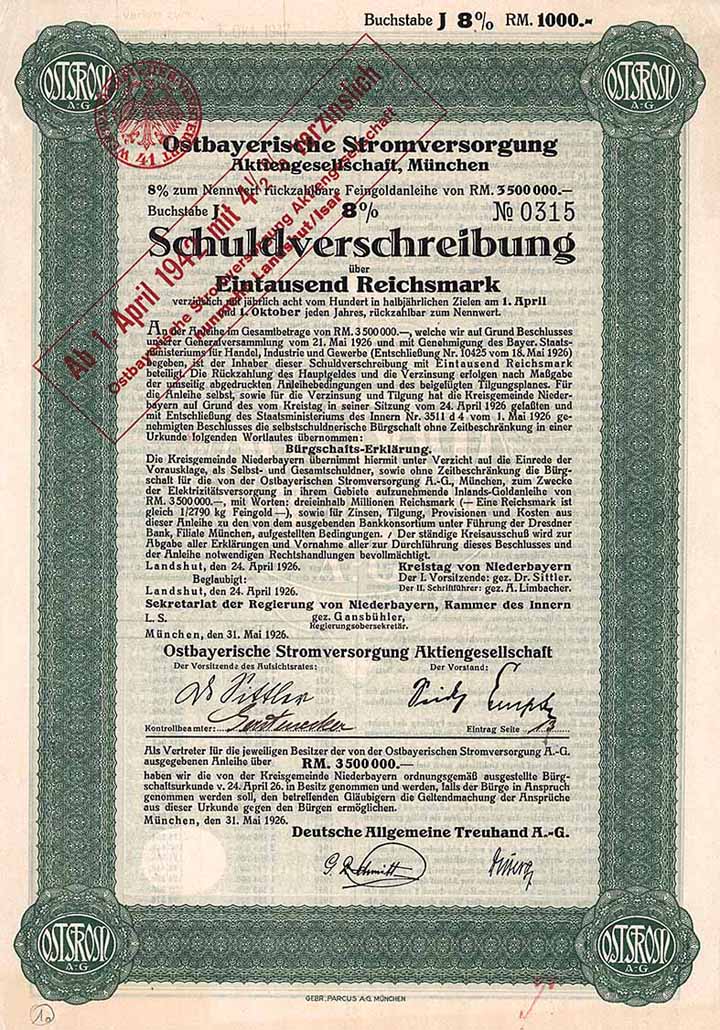 Buchstabe J 8% RM. 1000.-
OSTSTROSV
A-G
OSTSTROSV
A-G
Ostbayerische Stromversorgung
Aktiengesellschaft, München
8% zum Nennwert rückzahlbare Feingoldanleihe von RM. 3500000.—
Buchstabe J 8% № 0315
Schuldverschreibung
über
Eintausend Reichsmark
verzinslich mit jährlich acht vom Hundert in halbjährlichen Zielen am 1. April
und 1. Oktober jeden Jahres, rückzahlbar zum Nennwert.
Ab 1 April 1942 mit 4½% verzinslich
Ostbayerische Stromversorgung Aktiengesellschaft
nunmehr Landshut/Isar
An der Anleihe im Gesamtbetrage von RM. 3500000.—, welche wir auf Grund Beschlusses
unserer Generalversammlung vom 21. Mai 1926 und mit Genehmigung des Bayer. Staats-
ministeriums für Handel, Industrie und Gewerbe (Entschließung Nr. 10425 vom 18. Mai 1926)
begeben, ist der Inhaber dieser Schuldverschreibung mit Eintausend Reichsmark
beteiligt. Die Rückzahlung des Hauptgeldes und die Verzinsung erfolgen nach Maßgabe
der umseitig abgedruckten Anleihebedingungen und des beigefügten Tilgungsplanes. Für
die Anleihe selbst, sowie für die Verzinsung und Tilgung hat die Kreisgemeinde Nieder-
bayern auf Grund des vom Kreistag in seiner Sitzung vom 24. April 1926 gefaßten und
mit Entschließung des Staatsministeriums des Innern Nr. 3511 d 4 vom 1. Mai 1926 ge-
nehmigten Beschlusses die selbstschuldnerische Bürgschaft ohne Zeitbeschränkung in einer
Urkunde folgenden Wortlautes übernommen:
Bürgschafts-Erklärung.
Die Kreisgemeinde Niederbayern übernimmt hiermit unter Verzicht auf die Einrede der
Vorausklage, als Selbst- und Gesamtschuldner, sowie ohne Zeitbeschränkung die Bürg-
schaft für die von der Ostbayerischen Stromversorgung A.-G., München, zum Zwecke
der Elektrizitätsversorgung in ihrem Gebiete aufzunehmende Inlands-Goldanleihe von
RM. 3500000.—, mit Worten: dreieinhalb Millionen Reichsmark (— Eine Reichsmark ist
gleich 1/2790 kg Feingold —), sowie für Zinsen, Tilgung, Provisionen und Kosten aus
dieser Anleihe zu den von dem ausgebenden Bankkonsortium unter Führung der Dresdner
Bank, Filiale München, aufgestellten Bedingungen. / Der ständige Kreisausschuß wird zur
Abgabe aller Erklärungen und Vornahme aller zur Durchführung dieses Beschlusses und
der Anleihe notwendigen Rechtshandlungen bevollmächtigt.
Landshut, den 24. April 1926. Kreistag von Niederbayern
Beglaubigt: Der I. Vorsitzende: gez. Dr. Sittler.
Landshut, den 24. April 1926. Der II. Schriftführer: gez. A. Limbacher.
Sekretariat der Regierung von Niederbayern, Kammer des Innern
L. S. gez. Gansbühler,
Regierungsobersekretär.
München, den 31. Mai 1926.
Ostbayerische Stromversorgung Aktiengesellschaft
Der Vorsitzende des Aufsichtsrates: Der Vorstand:
Dr Sittler
Kontrollbeamter: Eintrag Seite 13
Als Vertreter für die jeweiligen Besitzer der von der Ostbayerischen Stromversorgung A.-G.
ausgegebenen Anleihe über RM. 3500000.—
haben wir die von der Kreisgemeinde Niederbayern ordnungsgemäß ausgestellte Bürg-
schaftsurkunde v. 24. April 26. in Besitz genommen und werden, falls der Bürge in Anspruch
genommen werden soll, den betreffenden Gläubigern die Geltendmachung der Ansprüche
aus dieser Urkunde gegen den Bürgen ermöglichen.
München, den 31. Mai 1926.
Deutsche Allgemeine Treuhand A.-G.
OSTSTROSV
A-G
OSTSTROSV
A-G
GEBR. PARCUS A.G. MÜNCHEN